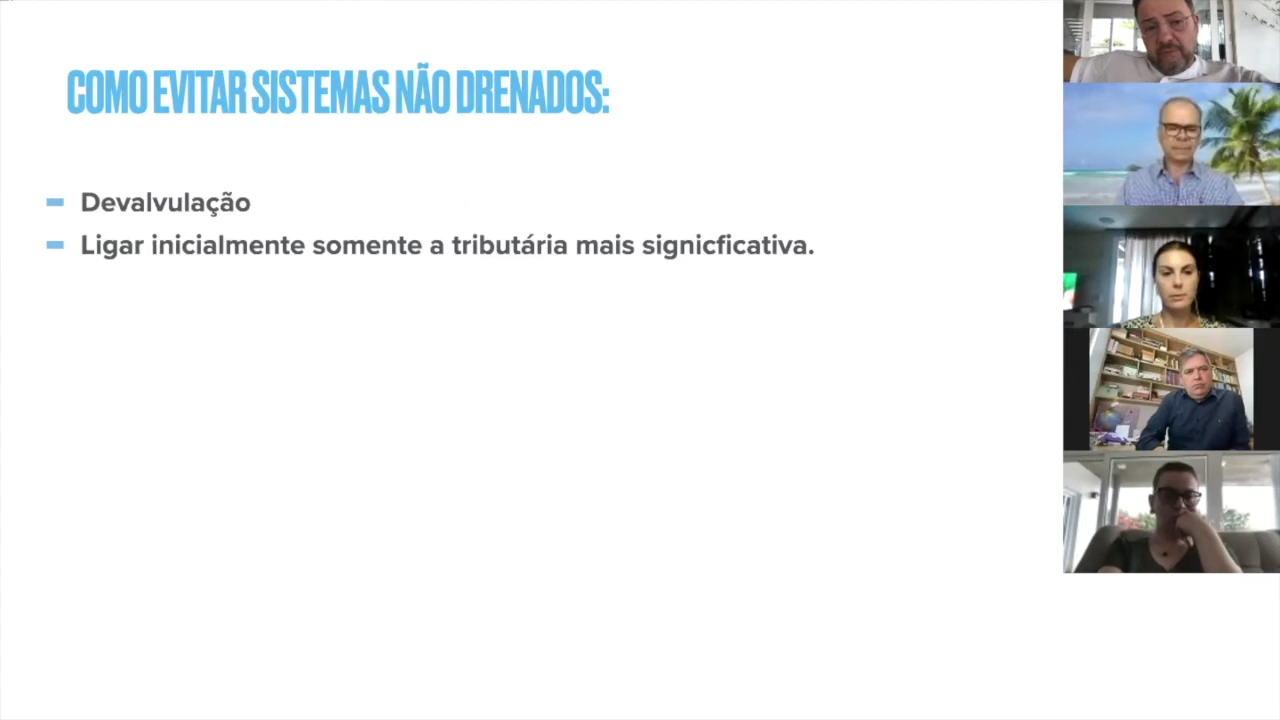 COMO EVITAR SISTEMAS NÃO DRENADOS:
Devalvulação
Ligar inicialmente somente a tributária mais signicficativa.